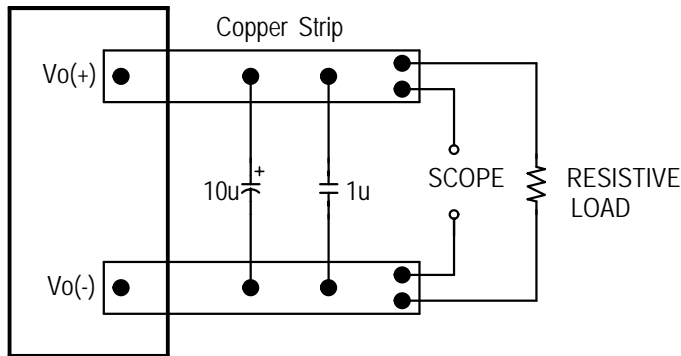 Copper Strip
Vo(+)
10u
+
1u
SCOPE
RESISTIVE
LOAD
Vo(-)